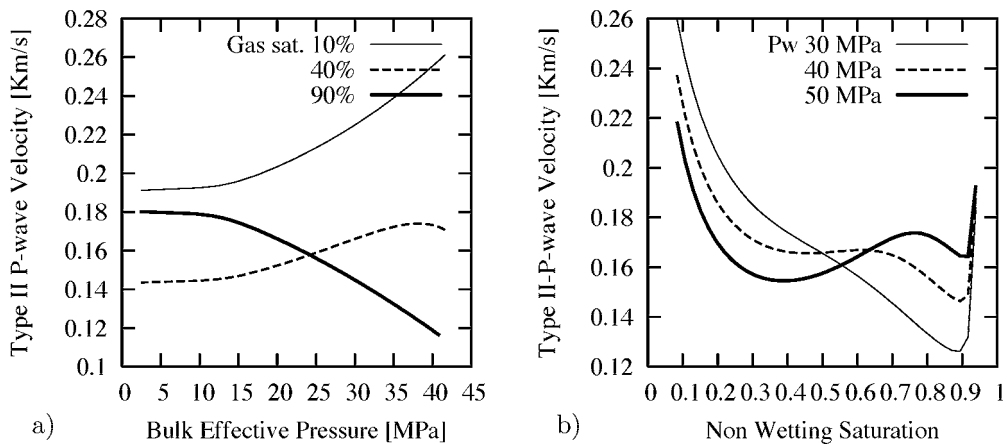 0.28
0.26
0.24
0.22
0.2
0.18
0.16
0.14
0.12
0.1
Type II P-wave Velocity [Km/s]
Gas sat. 10%
40%
90%
0 5 10 15 20 25 30 35 40 45
a)
Bulk Effective Pressure [MPa]
0.26
0.24
0.22
0.2
0.18
0.16
0.14
0.12
Type II-P-wave Velocity [Km/s]
Pw 30 MPa
40 MPa
50 MPa
0 0.1 0.2 0.3 0.4 0.5 0.6 0.7 0.8 0.9 1
b)
Non Wetting Saturation